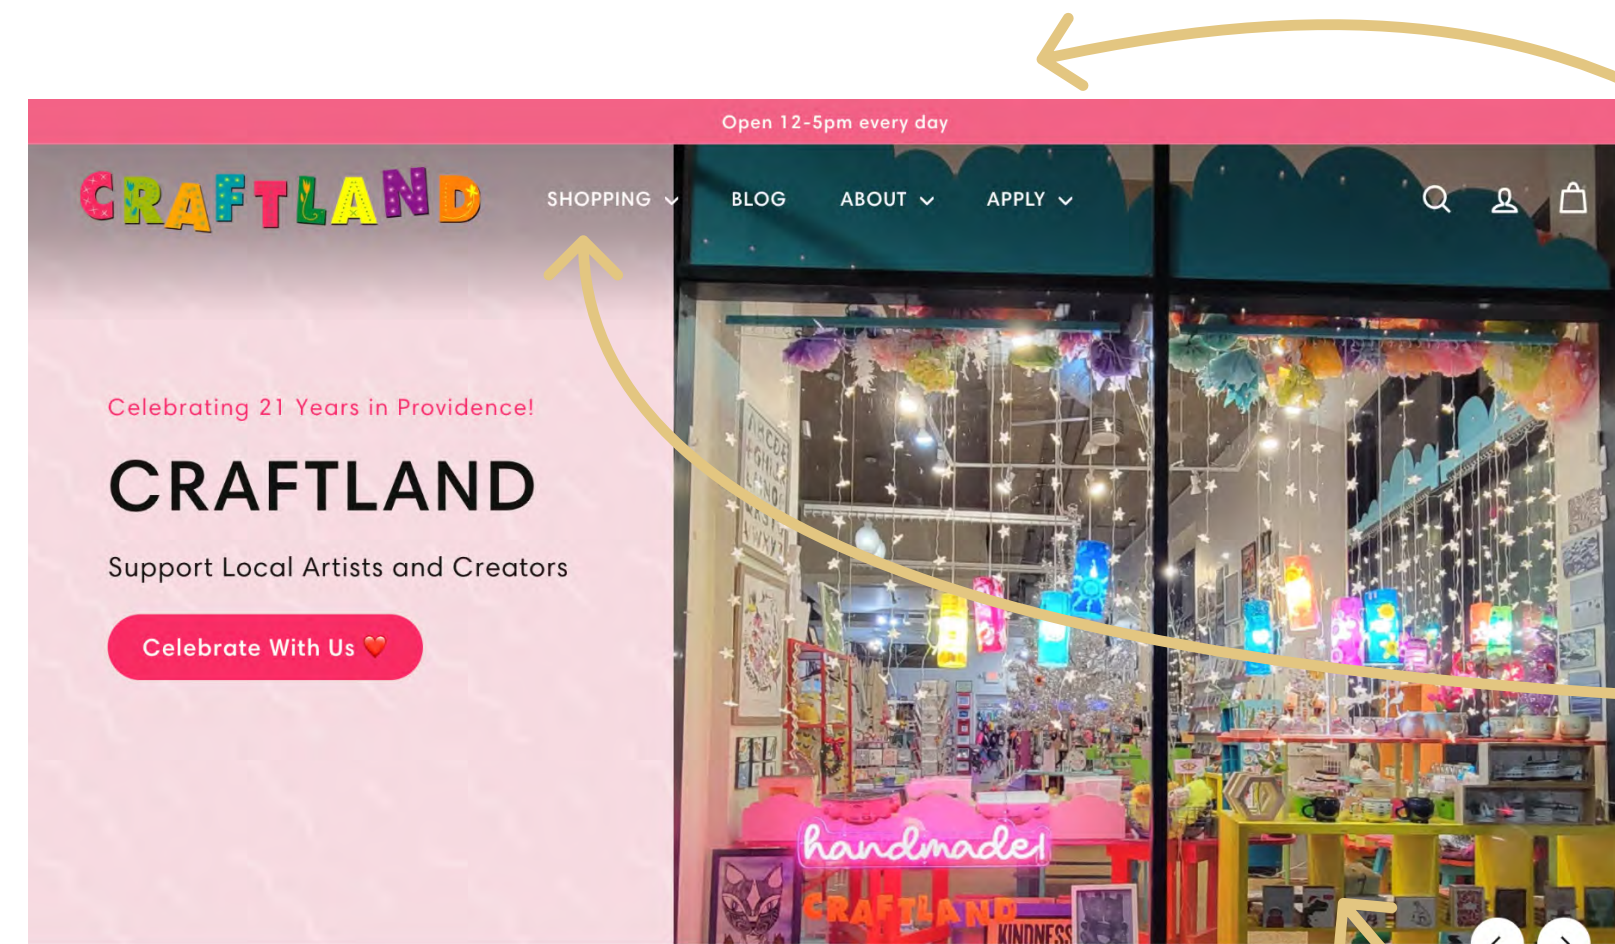 Open 12-5pm every day
CRAFTLAND
SHOPPING BLOG ABOUT APPLY
Celebrating 21 Years in Providence!
CRAFTLAND
Support Local Artists and Creators
Celebrate With Us ❤️
handmade!
CRAFTLAND
KINDNESS